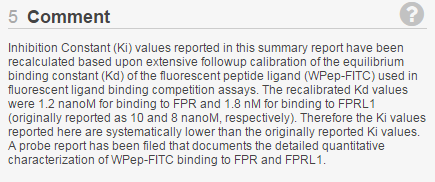 5 Comment ?
Inhibition Constant (Ki) values reported in this summary report have been
recalculated based upon extensive followup calibration of the equilibrium
binding constant (Kd) of the fluorescent peptide ligand (WPep-FITC) used in
fluorescent ligand binding competition assays. The recalibrated Kd values
were 1.2 nanoM for binding to FPR and 1.8 nM for binding to FPRL1
(originally reported as 10 and 8 nanoM, respectively). Therefore the Ki values
reported here are systematically lower than the originally reported Ki values.
A probe report has been filed that documents the detailed quantitative
characterization of WPep-FITC binding to FPR and FPRL1.